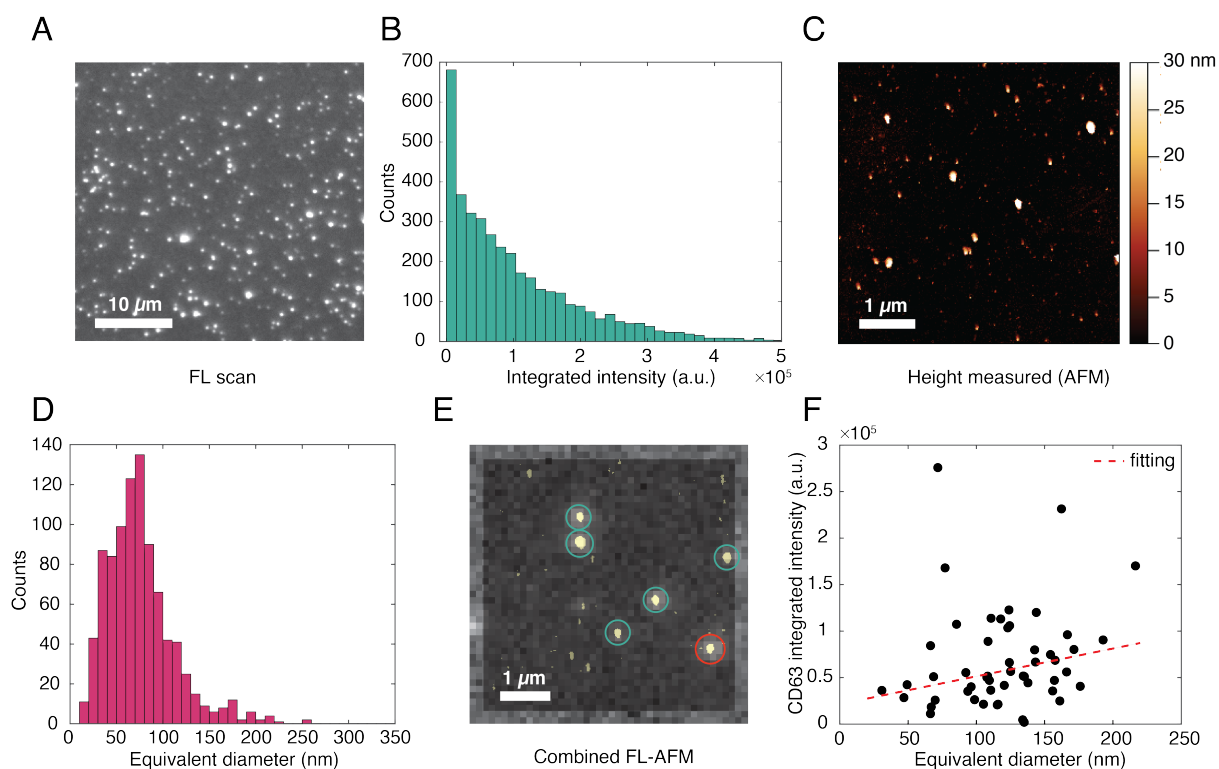 A
10 µm
FL scan
B
700
600
500
400
300
200
100
0
Counts
0 1 2 3 4 5
Integrated intensity (a.u.) ×10⁵
C
1 µm
30 nm
25
20
15
10
5
0
Height measured (AFM)
D
140
120
100
80
60
40
20
0
Counts
0 50 100 150 200 250 300 350
Equivalent diameter (nm)
E
1 µm
Combined FL-AFM
F
×10⁵
3
2.5
2
1.5
1
0.5
0
CD63 integrated intensity (a.u.)
fitting
0 50 100 150 200 250
Equivalent diameter (nm)